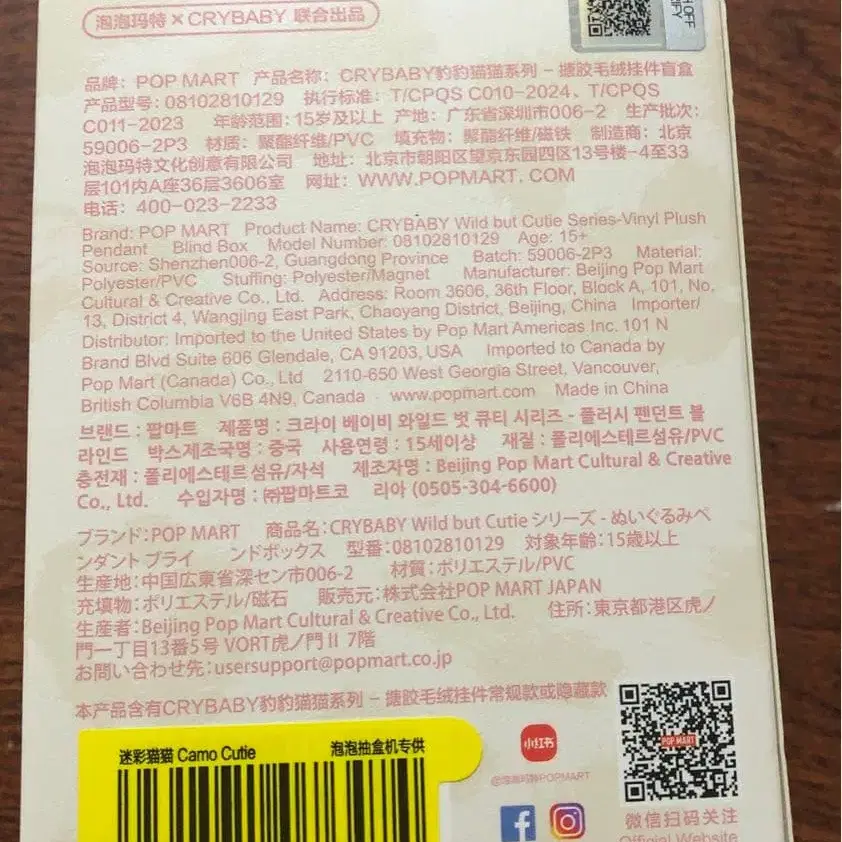 泡泡玛特 × CRYBABY 联合出品
品牌：POP MART 产品名称：CRYBABY豹豹猫猫系列－搪胶毛绒挂件盲盒
产品型号：08102810129 执行标准：T/CPQS C010-2024、T/CPQS
C011-2023 年龄范围：15岁及以上 产地：广东省深圳市006-2 生产批次：
59006-2P3 材质：聚酯纤维/PVC 填充物：聚酯纤维/磁铁 制造商：北京
泡泡玛特文化创意有限公司 地址：北京市朝阳区望京东园四区13号楼-4至33
层101内A座36层3606室 网址：WWW.POPMART.COM
电话：400-023-2233
Brand: POP MART Product Name: CRYBABY Wild but Cutie Series-Vinyl Plush
Pendant Blind Box Model Number: 08102810129 Age: 15+
Source: Shenzhen006-2, Guangdong Province Batch: 59006-2P3 Material:
Polyester/PVC Stuffing: Polyester/Magnet Manufacturer: Beijing Pop Mart
Cultural & Creative Co., Ltd. Address: Room 3606, 36th Floor, Block A, 101, No.
13, District 4, Wangjing East Park, Chaoyang District, Beijing, China Importer/
Distributor: Imported to the United States by Pop Mart Americas Inc. 101 N
Brand Blvd Suite 606 Glendale, CA 91203, USA Imported to Canada by
Pop Mart (Canada) Co., Ltd 2110-650 West Georgia Street, Vancouver,
British Columbia V6B 4N9, Canada www.popmart.com Made in China
브랜드 : 팝마트 제품명 : 크라이 베이비 와일드 벗 큐티 시리즈 - 플러시 펜던트 블
라인드 박스제조국명 : 중국 사용연령 : 15세이상 재질 : 폴리에스테르섬유/PVC
충전재 : 폴리에스테르섬유/자석 제조자명 : Beijing Pop Mart Cultural & Creative
Co., Ltd. 수입자명 : ㈜팝마트코 리아 (0505-304-6600)
ブランド：POP MART 商品名：CRYBABY Wild but Cutie シリーズ - ぬいぐるみペ
ンダント ブライ ンドボックス 型番：08102810129 対象年齢：15歳以上
生産地：中国広東省深セン市006-2 材質：ポリエステル/PVC
充填物：ポリエステル/磁石 販売元：株式会社POP MART JAPAN
生産者：Beijing Pop Mart Cultural & Creative Co., Ltd. 住所：東京都港区虎ノ
門一丁目13番5号 VORT虎ノ門Ⅱ 7階
お問い合わせ先：usersupport@popmart.co.jp
本产品含有CRYBABY豹豹猫猫系列－搪胶毛绒挂件常规款或隐藏款
迷彩猫猫 Camo Cutie 泡泡抽盒机专供
小红书
@泡泡玛特POPMART
POP MART
微信扫码关注
Official Website